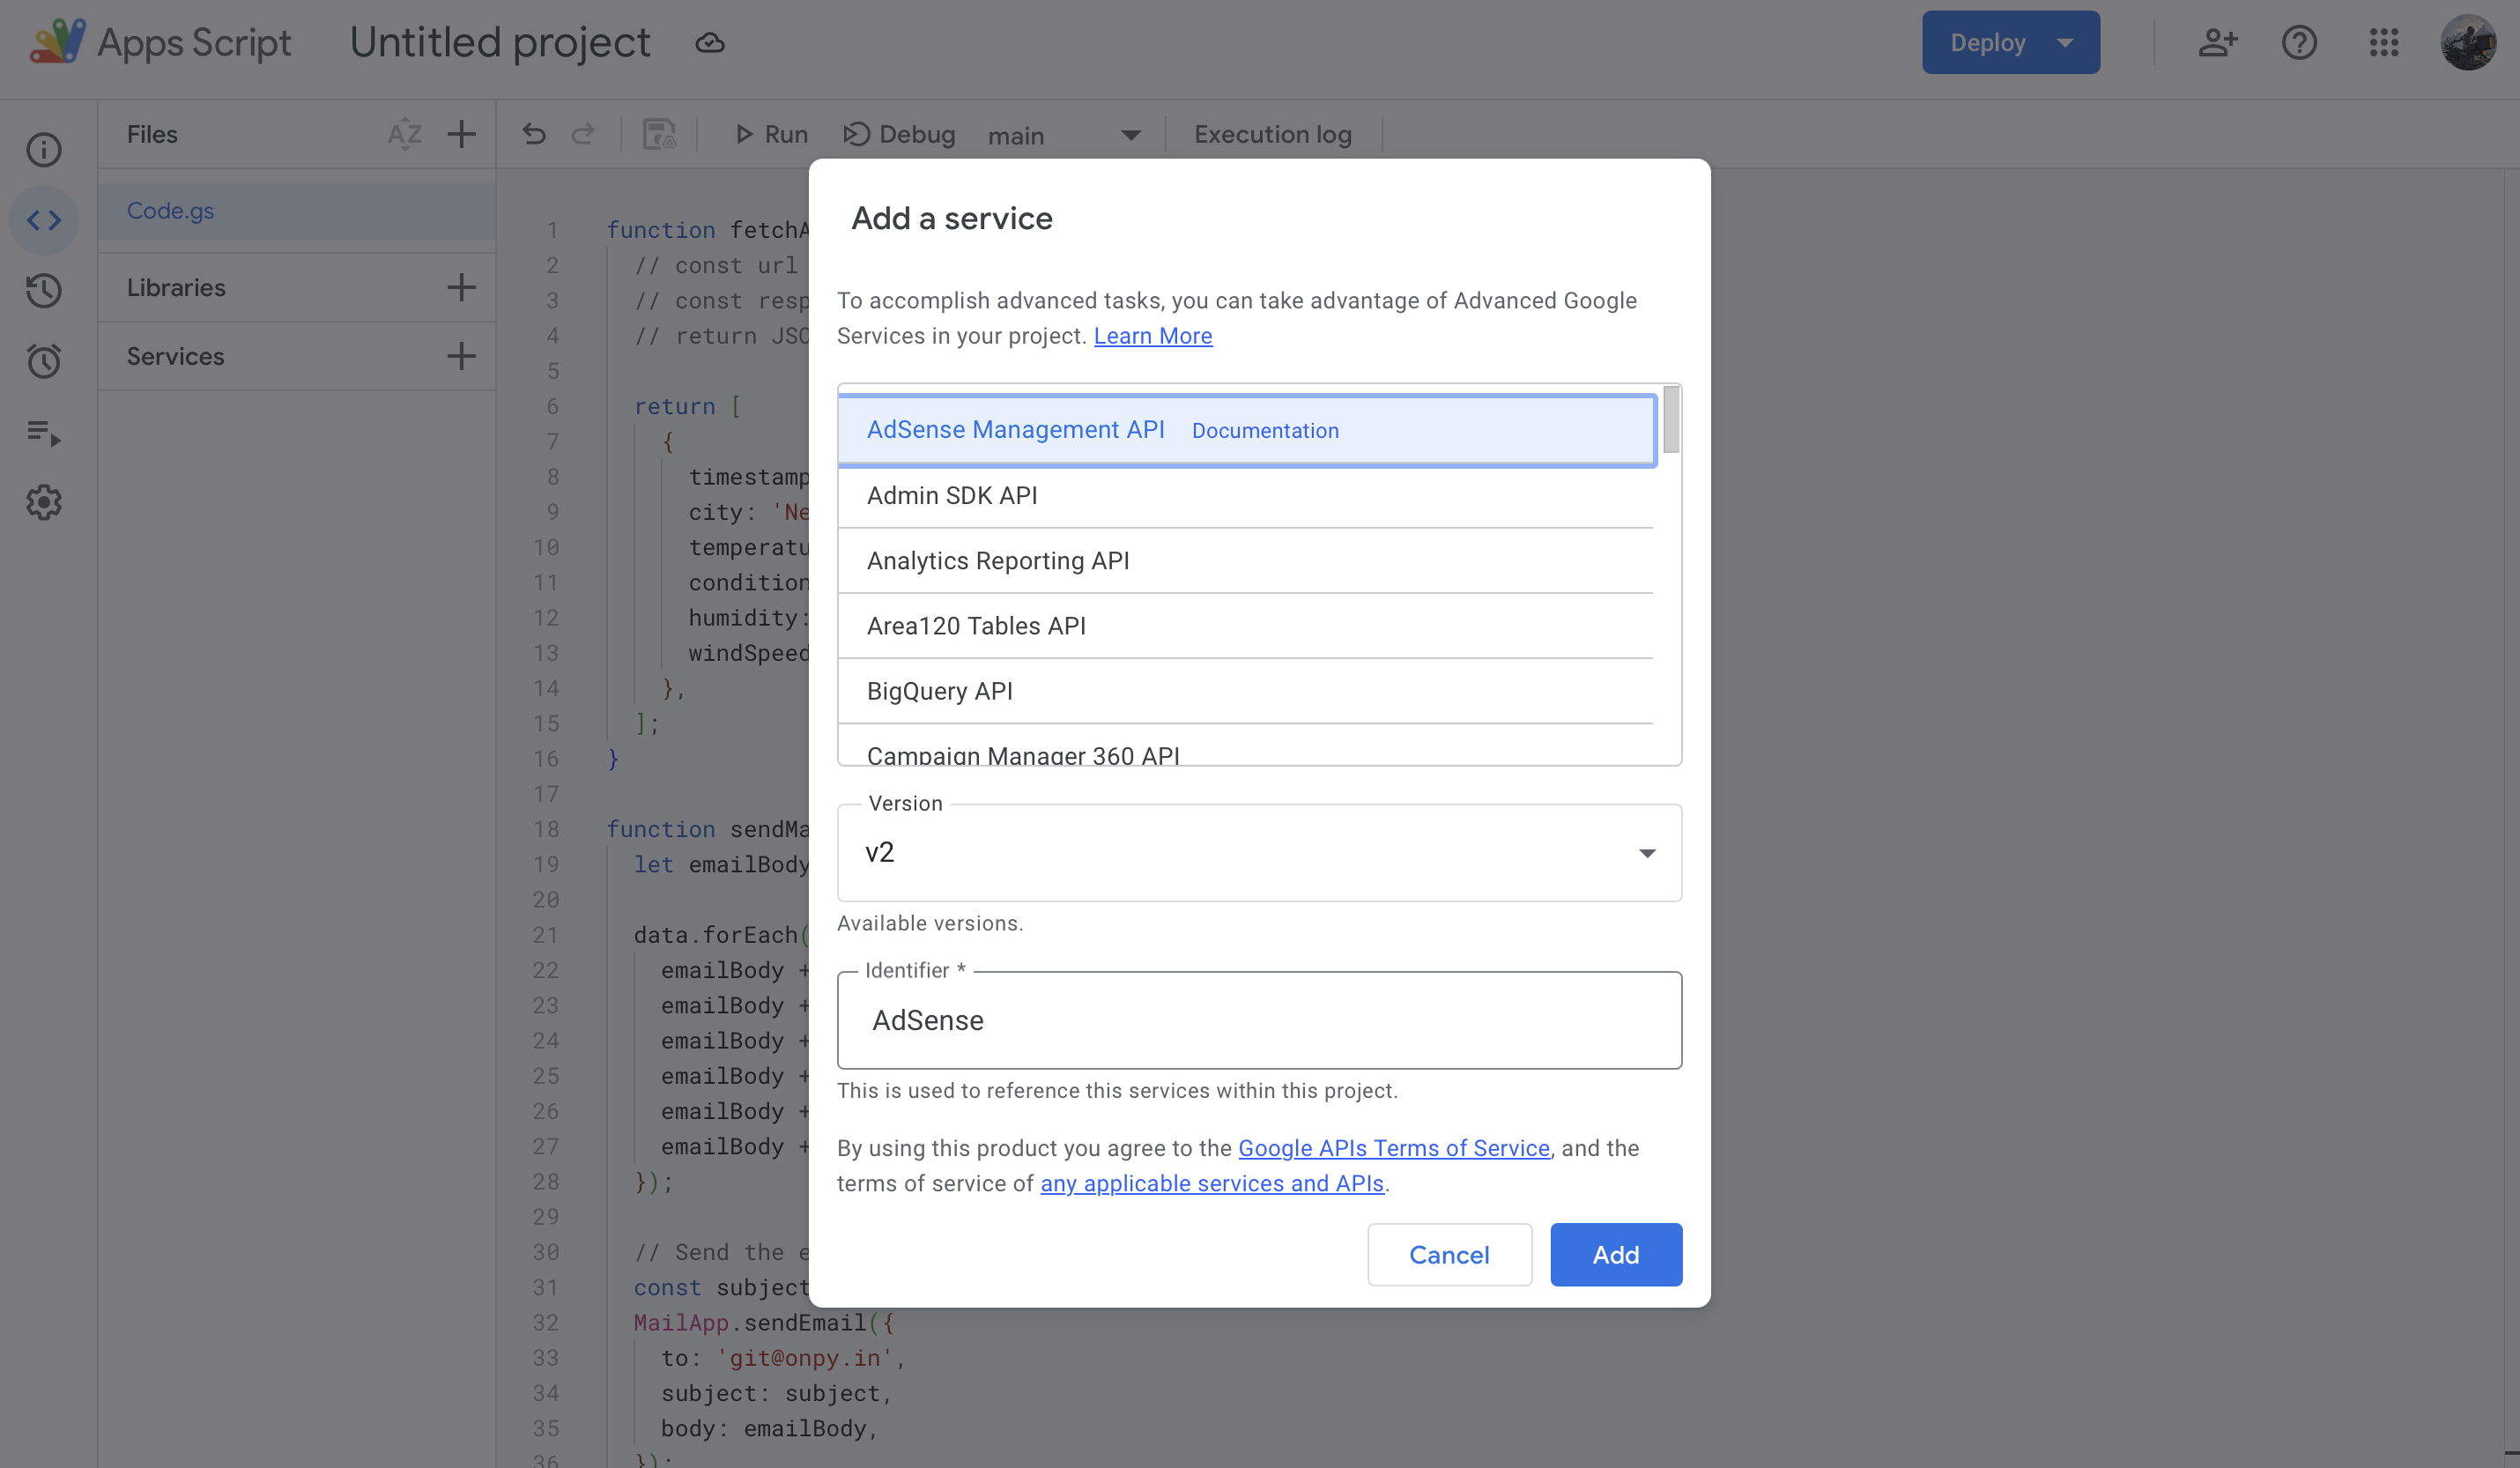 Apps Script Untitled project Deploy
Files AZ Run Debug main Execution log
Code.gs
Libraries
Services
1 function fetchA
2 // const url
3 // const resp
4 // return JSO
5
6 return [
7 {
8 timestamp
9 city: 'Ne
10 temperatu
11 condition
12 humidity:
13 windSpeed
14 },
15 ];
16 }
17
18 function sendMa
19 let emailBody
20
21 data.forEach(
22 emailBody +
23 emailBody +
24 emailBody +
25 emailBody +
26 emailBody +
27 emailBody +
28 });
29
30 // Send the e
31 const subject
32 MailApp.sendEmail({
33 to: 'git@onpy.in',
34 subject: subject,
35 body: emailBody,
36 });
Add a service
To accomplish advanced tasks, you can take advantage of Advanced Google
Services in your project. Learn More
AdSense Management API Documentation
Admin SDK API
Analytics Reporting API
Area120 Tables API
BigQuery API
Campaign Manager 360 API
Version
v2
Available versions.
Identifier *
AdSense
This is used to reference this services within this project.
By using this product you agree to the Google APIs Terms of Service, and the
terms of service of any applicable services and APIs.
Cancel Add